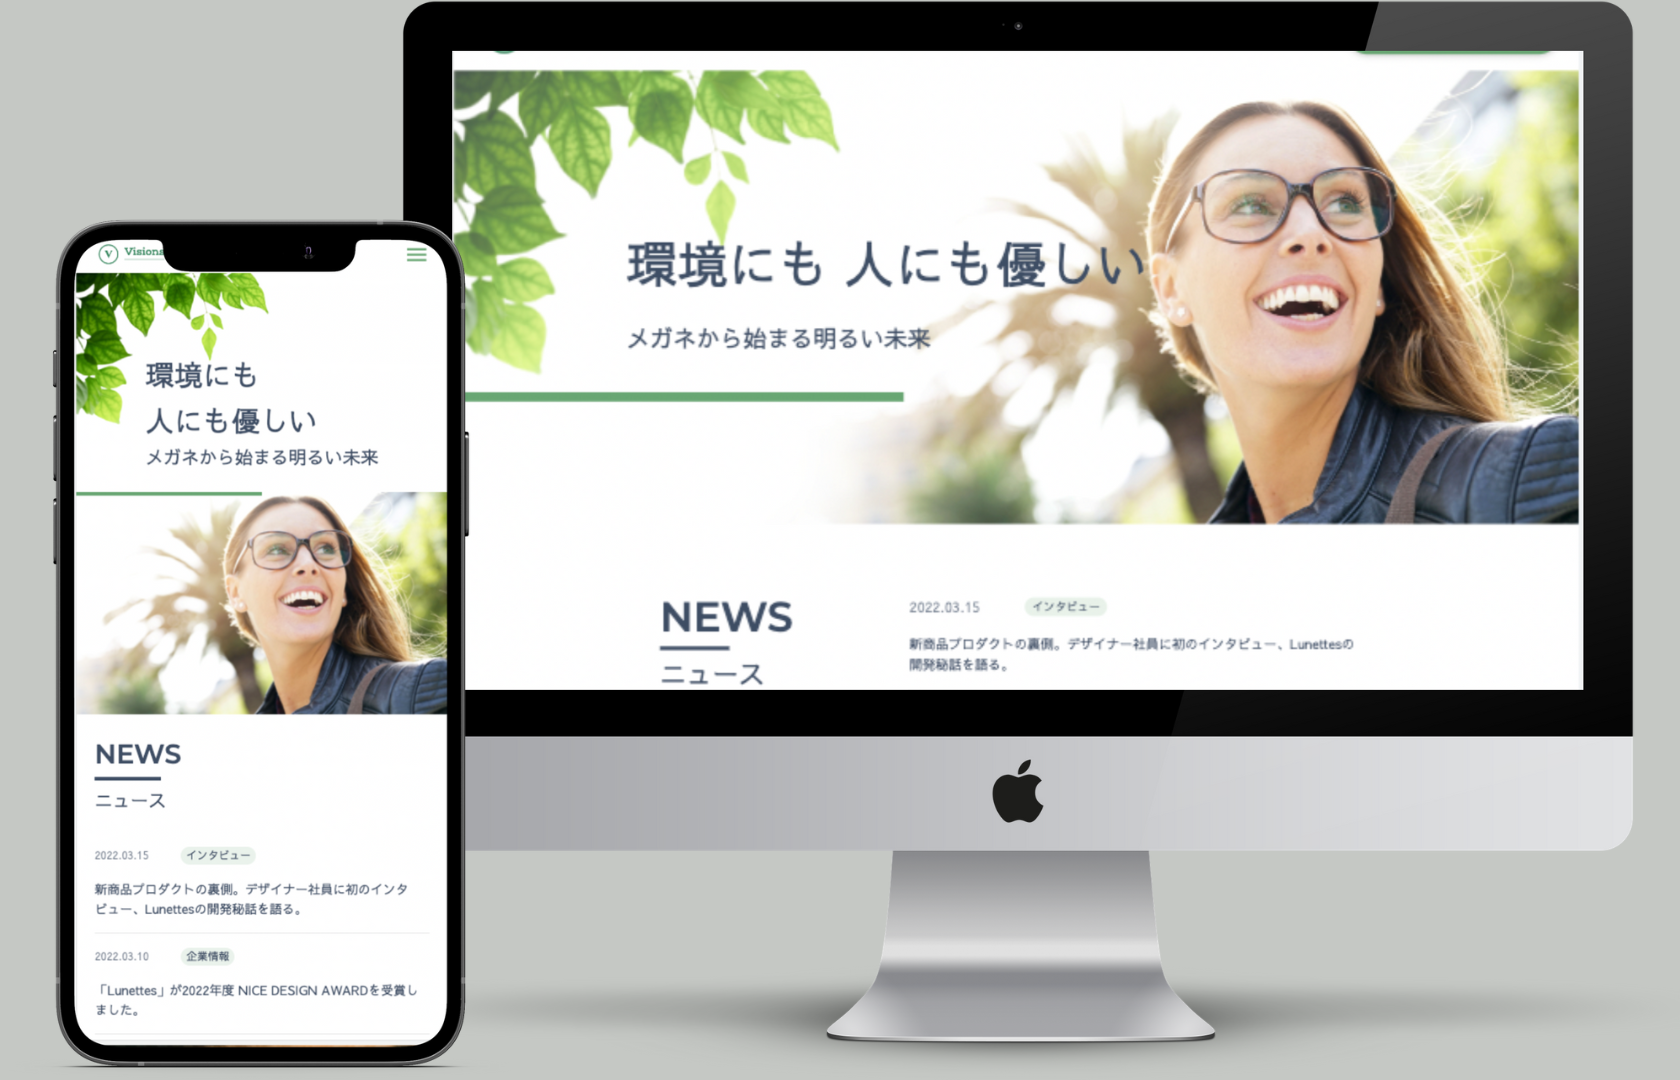 V Visions
環境にも
人にも優しい
メガネから始まる明るい未来
NEWS
ニュース
2022.03.15 インタビュー
新商品プロダクトの裏側。デザイナー社員に初のインタ
ビュー、Lunettesの開発秘話を語る。
2022.03.10 企業情報
「Lunettes」が2022年度 NICE DESIGN AWARDを受賞し
ました。
環境にも 人にも優しい
メガネから始まる明るい未来
NEWS
ニュース
2022.03.15 インタビュー
新商品プロダクトの裏側。デザイナー社員に初のインタビュー、Lunettesの
開発秘話を語る。